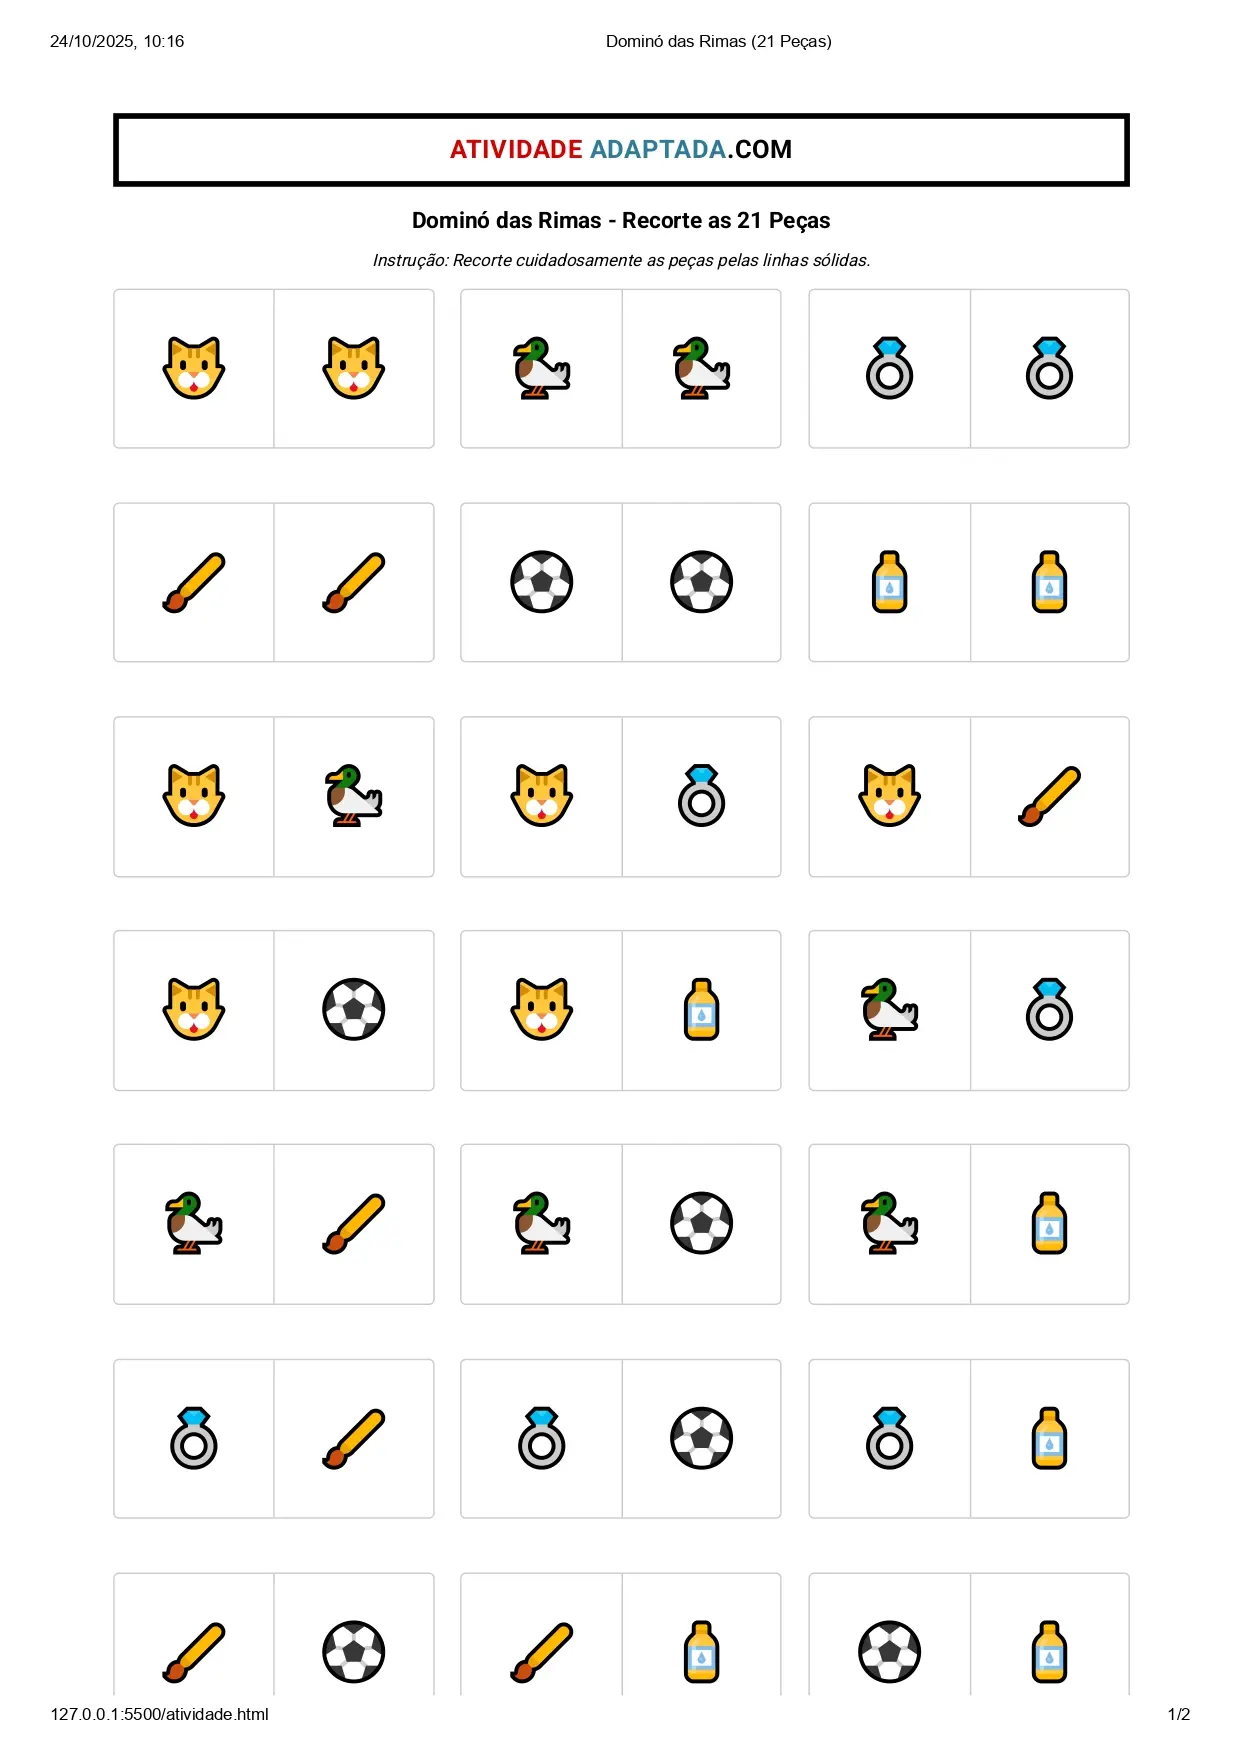 24/10/2025, 10:16
Dominó das Rimas (21 Peças)
ATIVIDADE ADAPTADA.COM
Dominó das Rimas - Recorte as 21 Peças
Instrução: Recorte cuidadosamente as peças pelas linhas sólidas.
127.0.0.1:5500/atividade.html
1/2